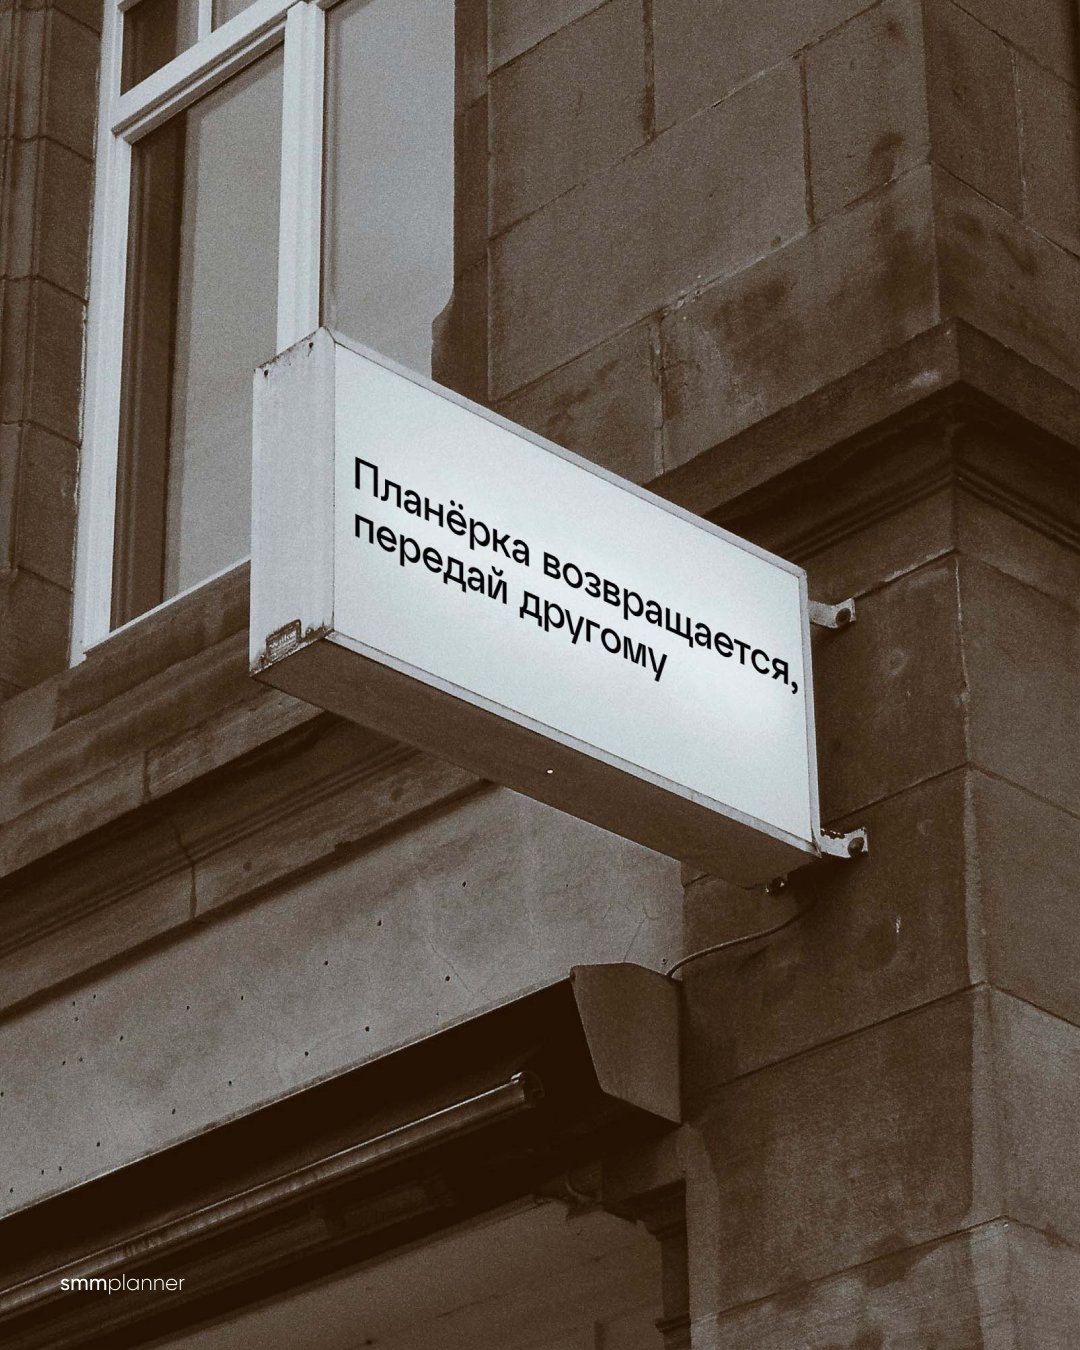 Планёрка возвращается,
передай другому
smmplanner